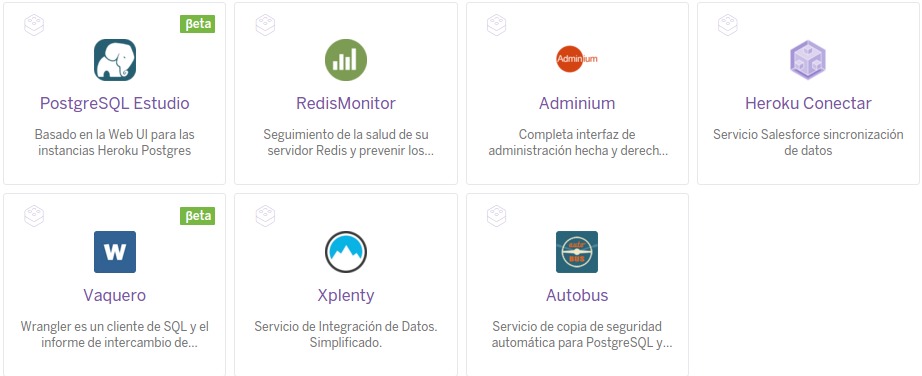 βeta
PostgreSQL Estudio
Basado en la Web UI para las
instancias Heroku Postgres
RedisMonitor
Seguimiento de la salud de su
servidor Redis y prevenir los...
Adminium
Adminium
Completa interfaz de
administración hecha y derech...
Heroku Conectar
Servicio Salesforce sincronización
de datos
βeta
W
Vaquero
Wrangler es un cliente de SQL y el
informe de intercambio de...
Xplenty
Servicio de Integración de Datos.
Simplificado.
auto
BUS
Autobus
Servicio de copia de seguridad
automática para PostgreSQL y...